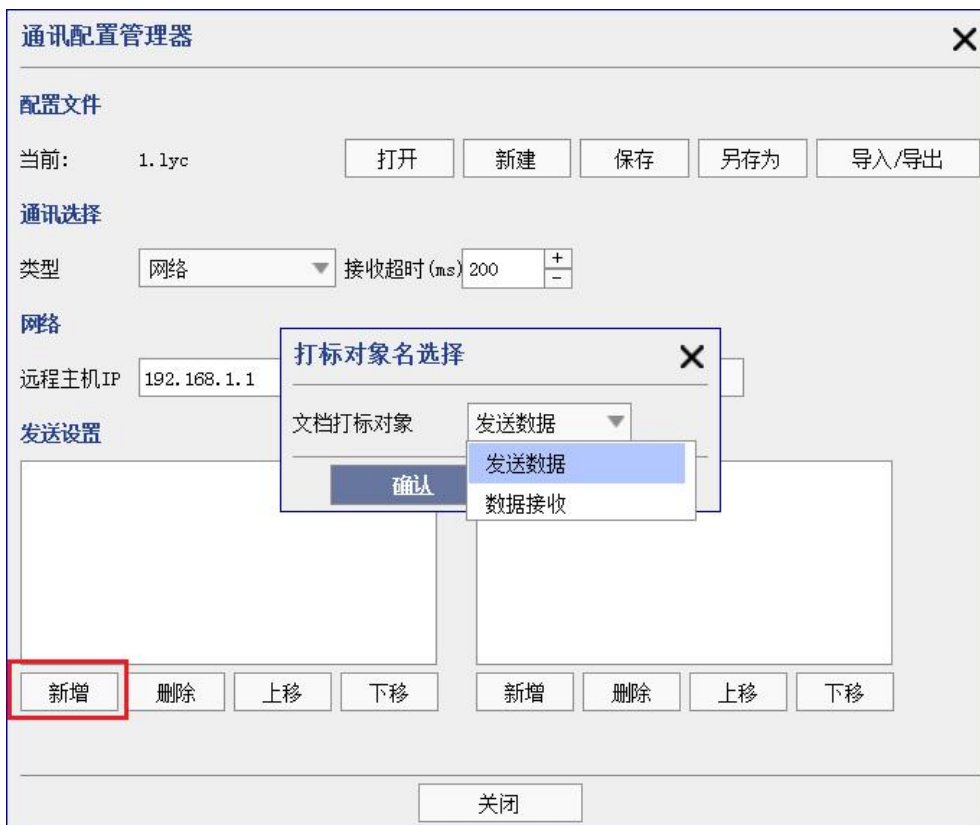 通讯配置管理器
配置文件
当前: 1.lyc 打开 新建 保存 另存为 导入/导出
通讯选择
类型 网络 接收超时(ms) 200 + -
网络
打标对象名选择
远程主机IP 192.168.1.1
文档打标对象 发送数据
发送设置
发送数据
确认
数据接收
新增 删除 上移 下移 新增 删除 上移 下移
关闭